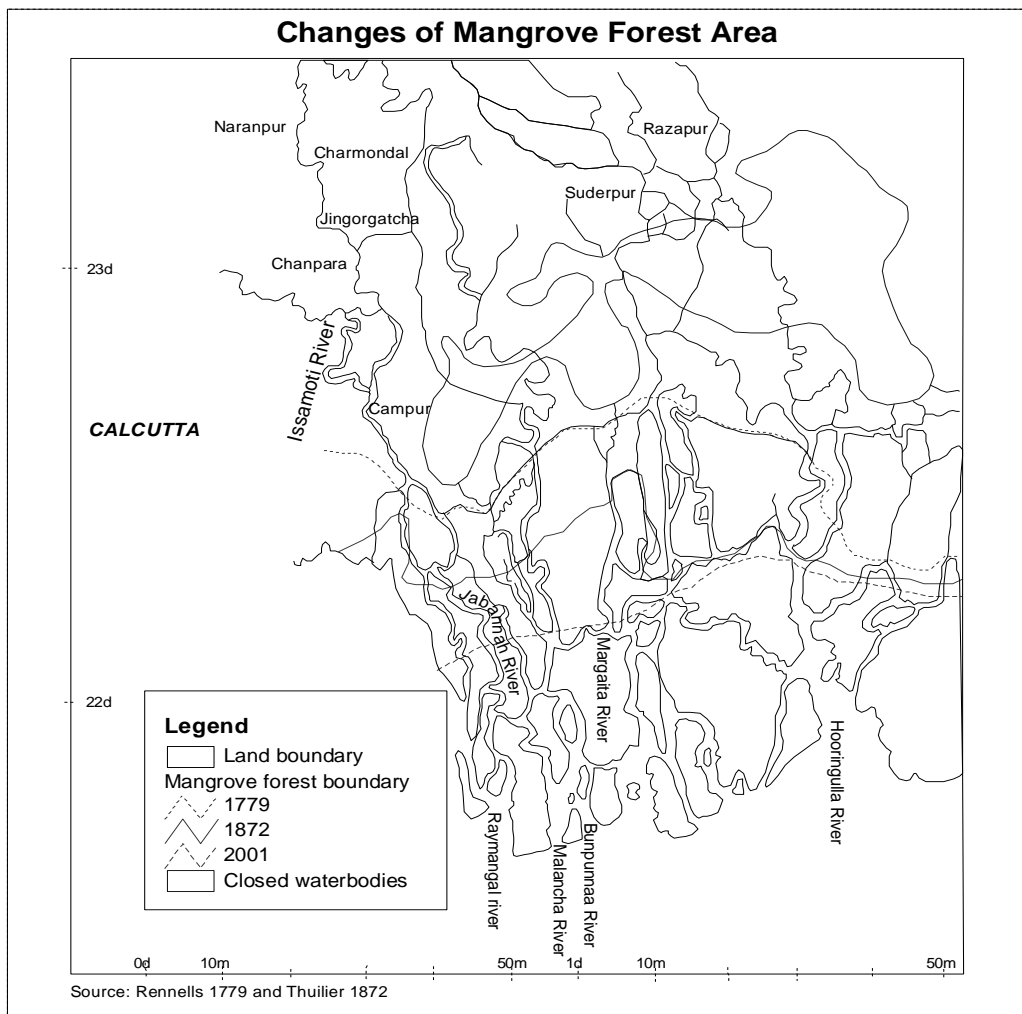 Changes of Mangrove Forest Area
Naranpur
Razapur
Charmondal
Suderpur
Jingorgatcha
Chanpara
23d
Issamoti River
Campur
CALCUTTA
Jabannah River
Margaita River
22d
Hooringulla River
Legend
Land boundary
Mangrove forest boundary
1779
1872
2001
Closed waterbodies
Raymangal river
Malancha River
Bunpunnaa River
0d 10m 50m 1d 10m 50m
Source: Rennells 1779 and Thuilier 1872